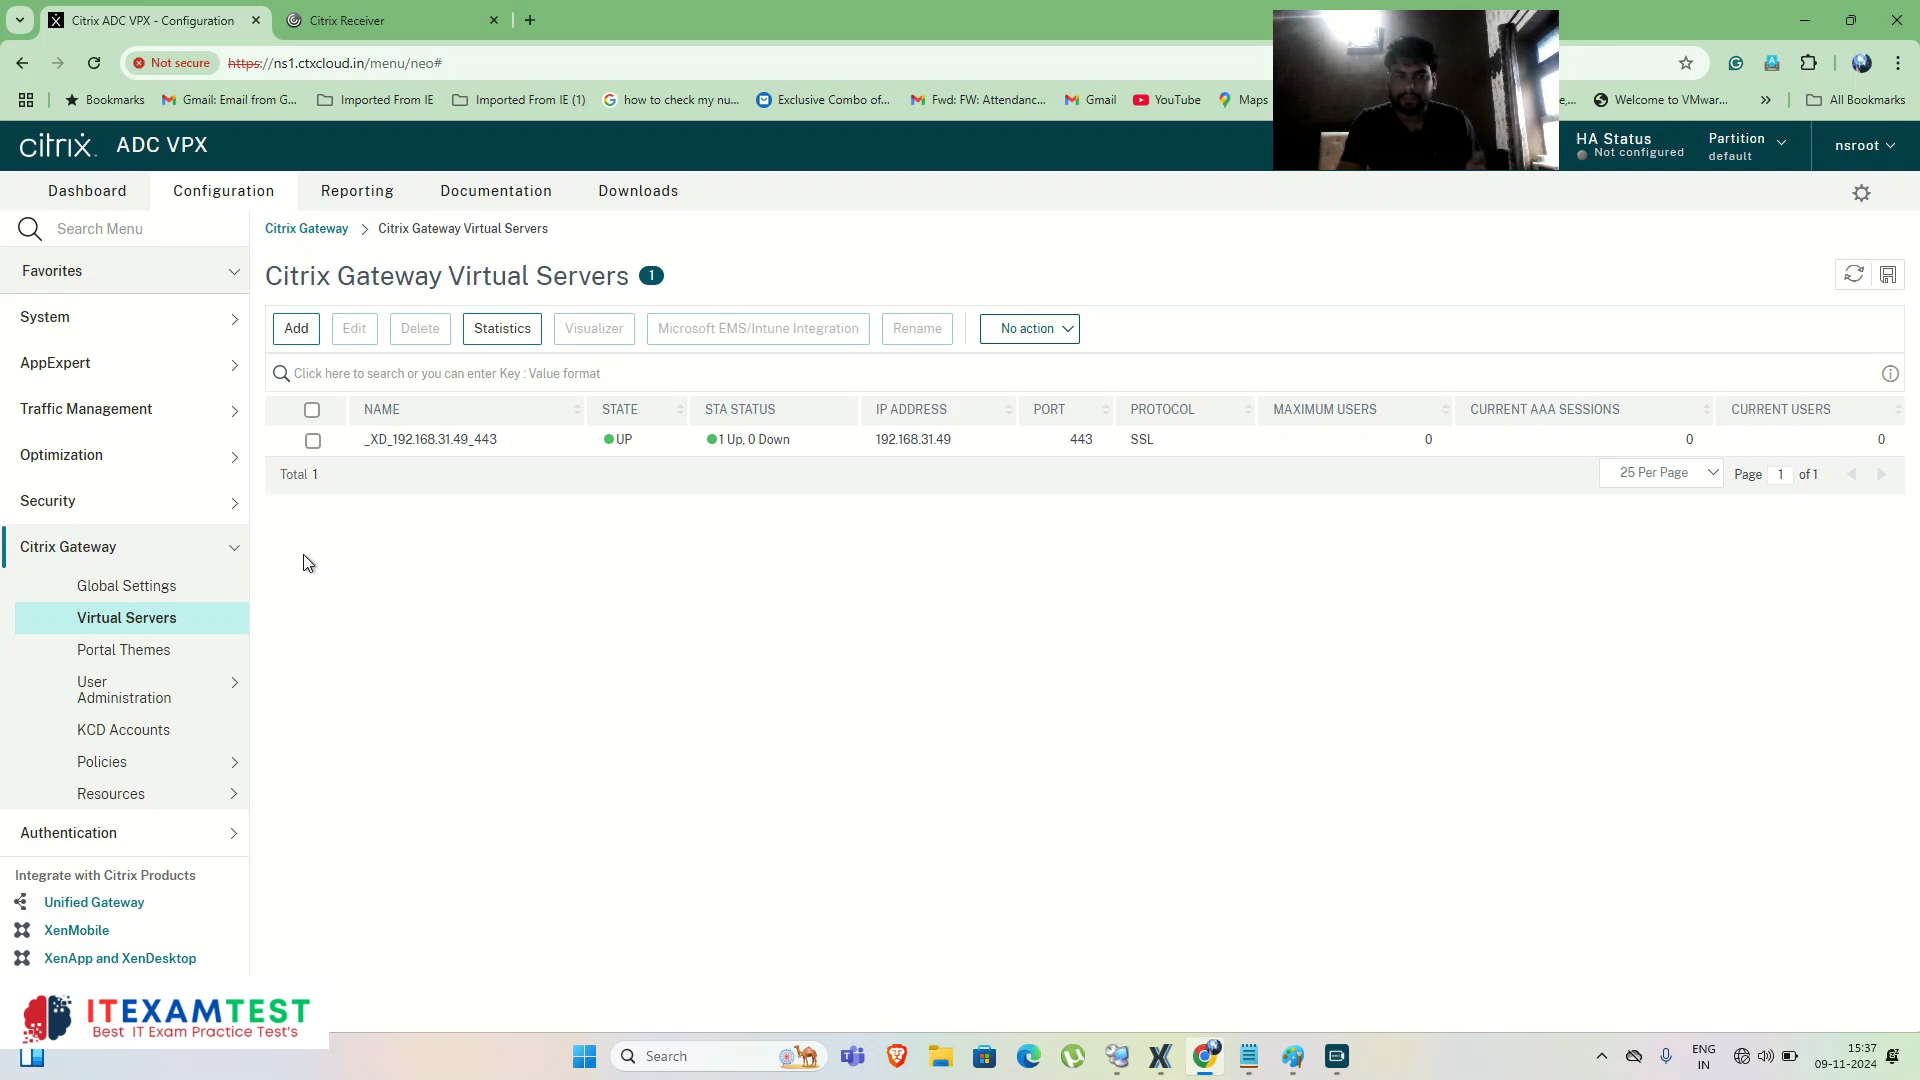 Citrix ADC VPX - Configuration
Citrix Receiver
Not secure
https://ns1.ctxcloud.in/menu/neo#
Bookmarks
Gmail: Email from G...
Imported From IE
Imported From IE (1)
how to check my nu...
Exclusive Combo of...
Fwd: FW: Attendanc...
Gmail
YouTube
Maps
e,...
Welcome to VMwar...
All Bookmarks
citrix ADC VPX
HA Status
Not configured
Partition
default
nsroot
Dashboard
Configuration
Reporting
Documentation
Downloads
Search Menu
Favorites
System
AppExpert
Traffic Management
Optimization
Security
Citrix Gateway
Global Settings
Virtual Servers
Portal Themes
User
Administration
KCD Accounts
Policies
Resources
Authentication
Integrate with Citrix Products
Unified Gateway
XenMobile
XenApp and XenDesktop
Citrix Gateway > Citrix Gateway Virtual Servers
Citrix Gateway Virtual Servers 1
Add Edit Delete Statistics Visualizer Microsoft EMS/Intune Integration Rename No action
Click here to search or you can enter Key : Value format
NAME STATE STA STATUS IP ADDRESS PORT PROTOCOL MAXIMUM USERS CURRENT AAA SESSIONS CURRENT USERS
_XD_192.168.31.49_443 UP 1 Up, 0 Down 192.168.31.49 443 SSL 0 0 0
Total 1
25 Per Page Page 1 of 1
ITEXAMTEST
Best IT Exam Practice Test's
Search
ENG
IN
15:37
09-11-2024